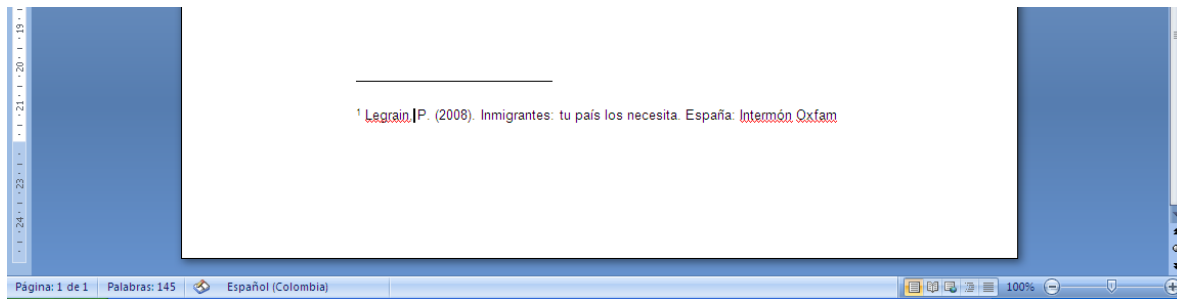 19
20
21
1 Legrain, P. (2008). Inmigrantes: tu país los necesita. España: Intermón Oxfam
23
24
Página: 1 de 1 Palabras: 145 Español (Colombia) 100%